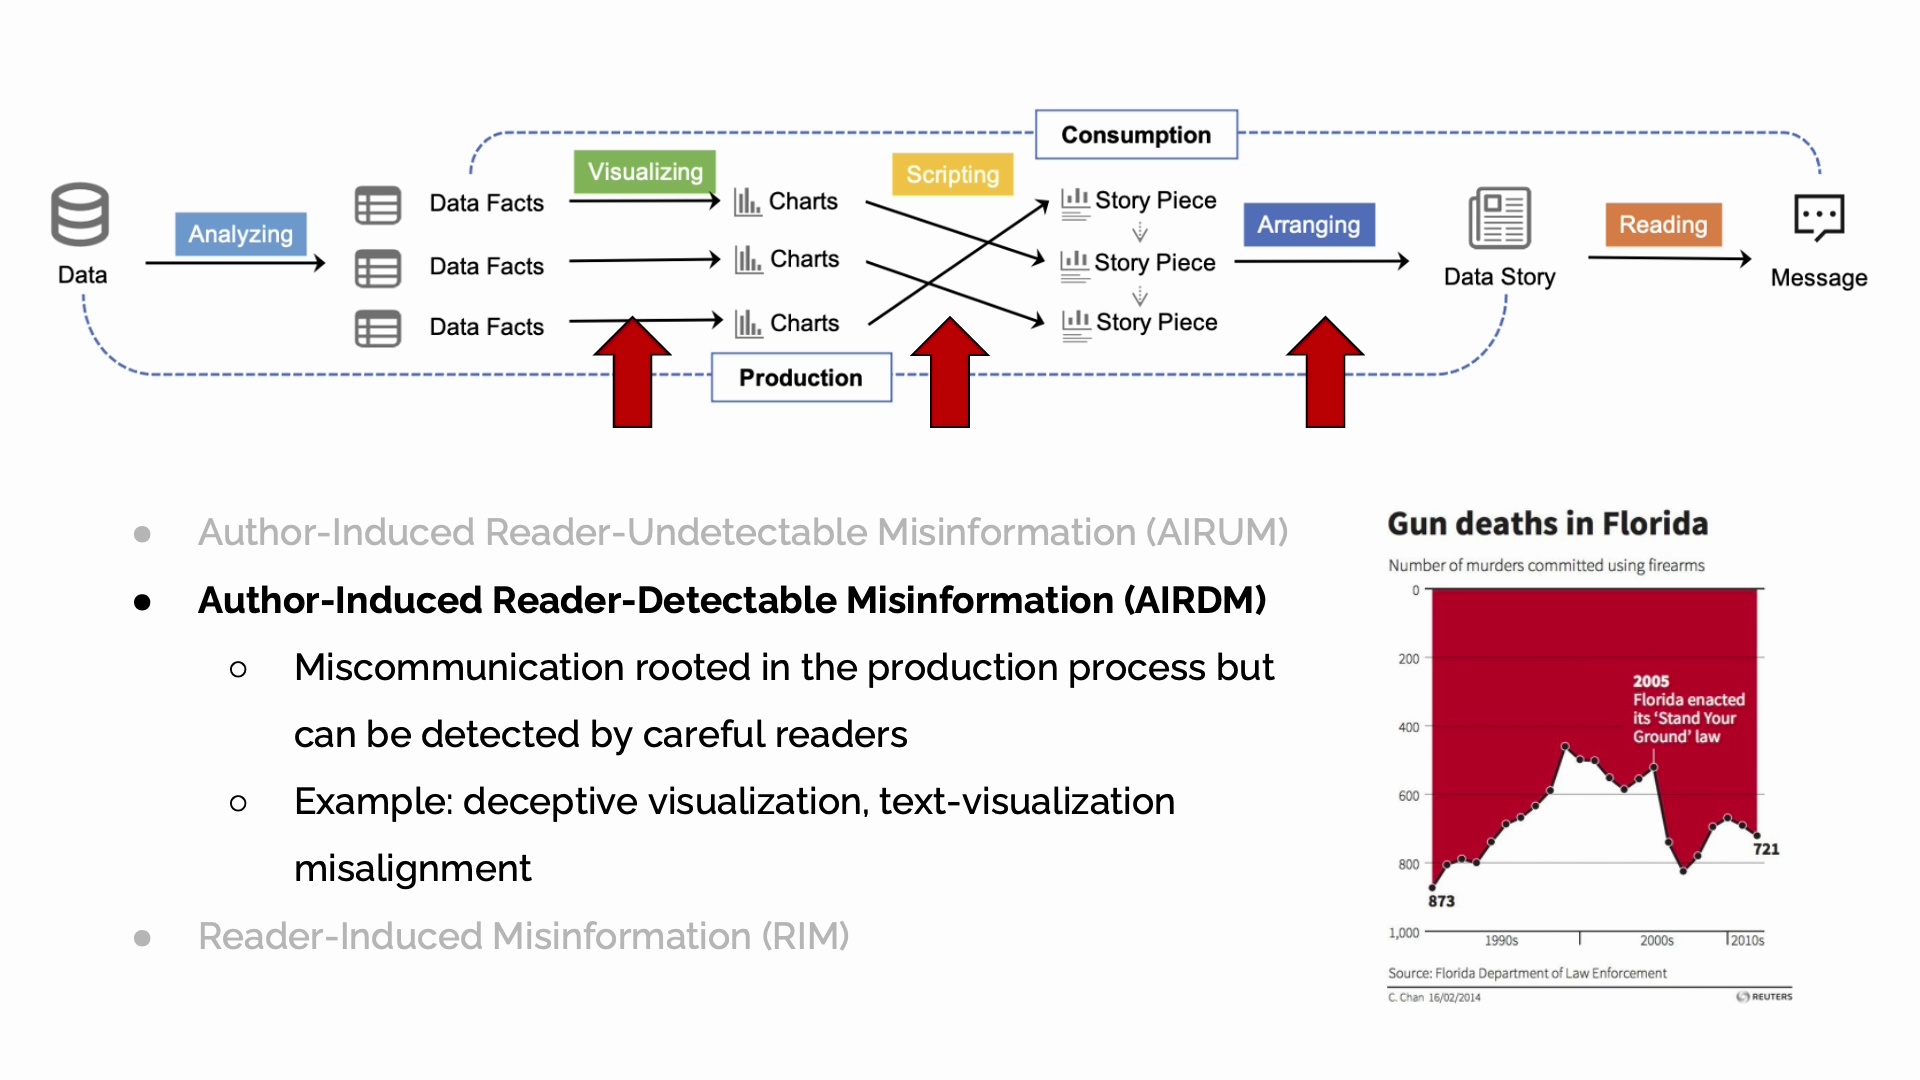 Consumption
Visualizing
Scripting
Data Facts
Charts
Story Piece
Analyzing
Arranging
Reading
Data
Data Facts
Charts
Story Piece
Data Story
Message
Data Facts
Charts
Story Piece
Production
● Author-Induced Reader-Undetectable Misinformation (AIRUM)
● Author-Induced Reader-Detectable Misinformation (AIRDM)
○ Miscommunication rooted in the production process but
can be detected by careful readers
○ Example: deceptive visualization, text-visualization
misalignment
● Reader-Induced Misinformation (RIM)
Gun deaths in Florida
Number of murders committed using firearms
0
200
2005
Florida enacted
its ‘Stand Your
Ground’ law
400
600
721
800
873
1,000
1990s 2000s 2010s
Source: Florida Department of Law Enforcement
C. Chan 16/02/2014 REUTERS